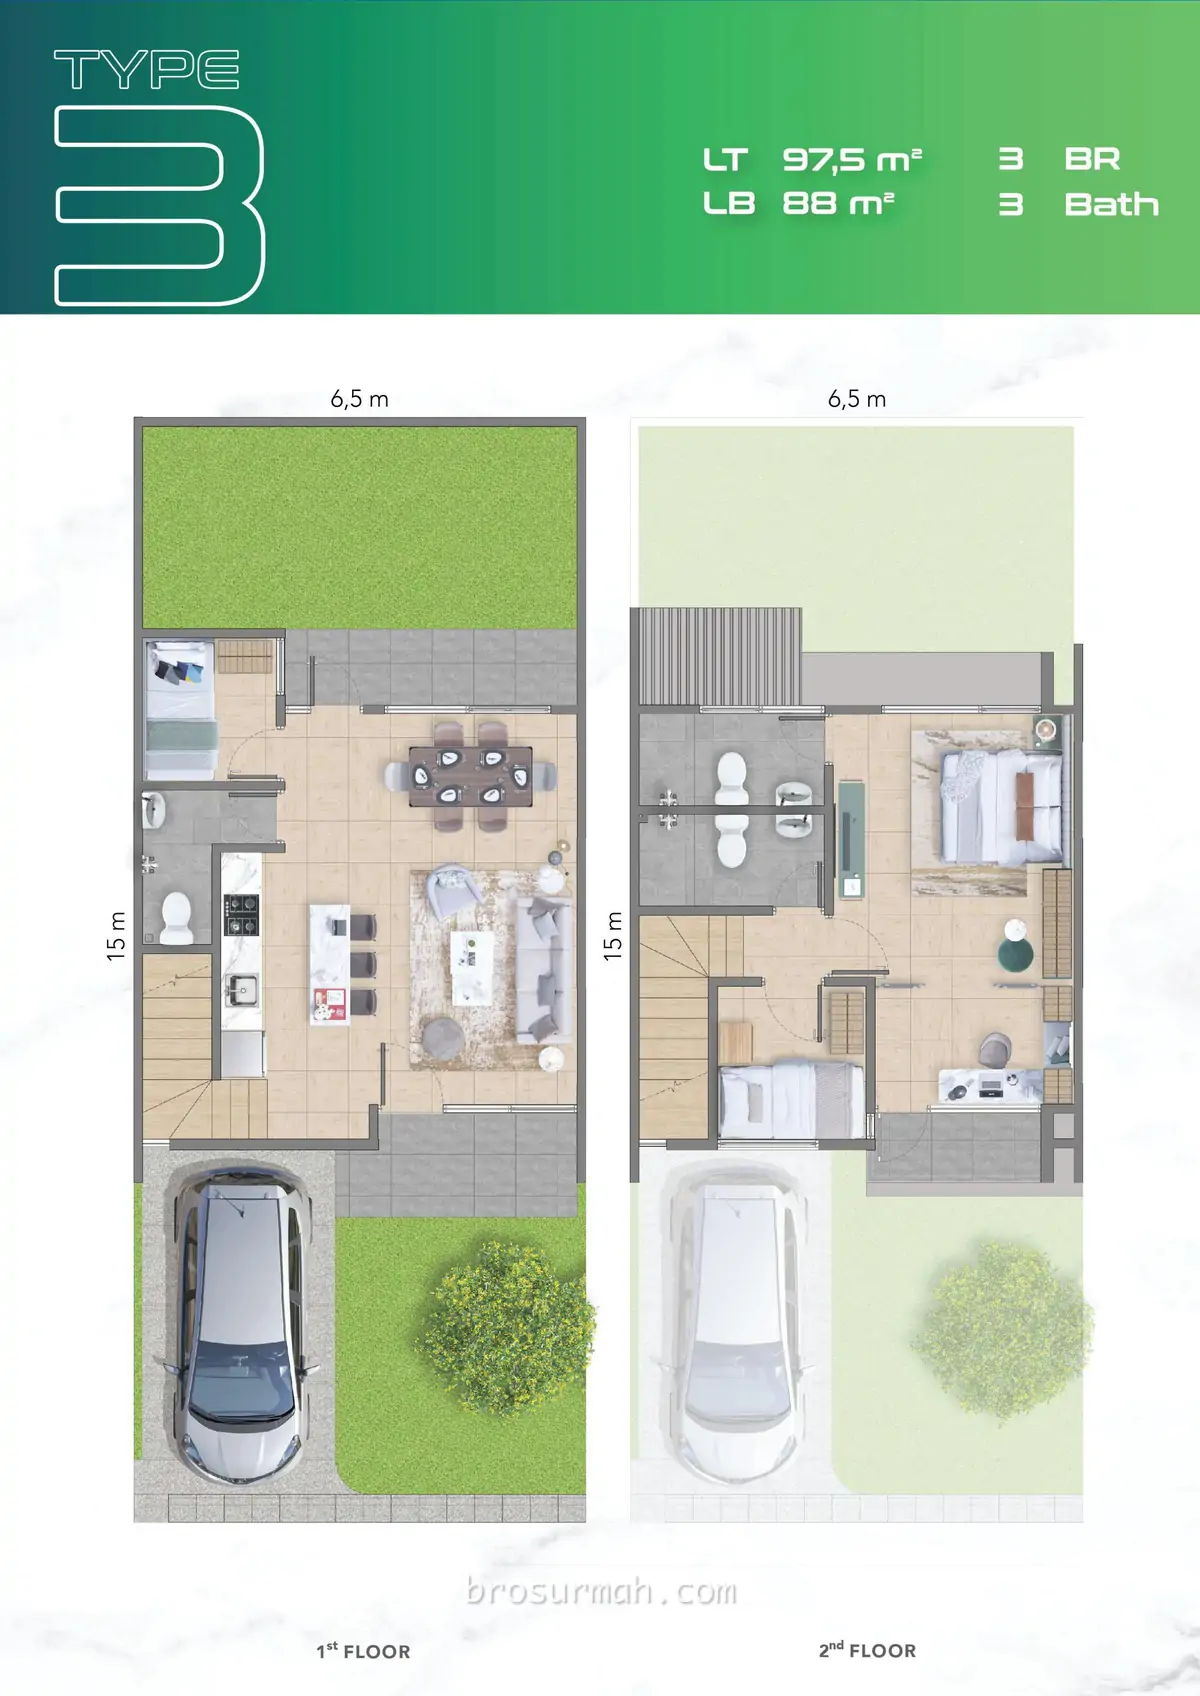 TYPE
3
LT 97,5 m² 3 BR
LB 88 m² 3 Bath
6,5 m 6,5 m
15 m 15 m
brosurmah.com
1st FLOOR 2nd FLOOR